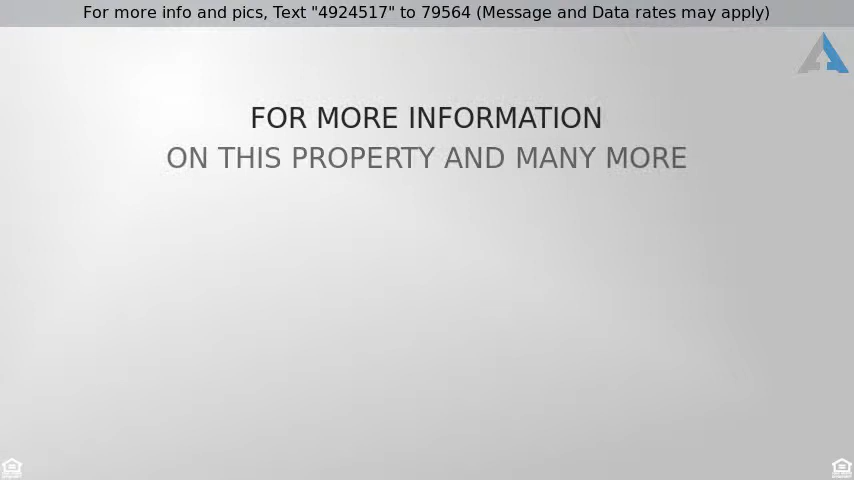 For more info and pics, Text "4924517" to 79564 (Message and Data rates may apply)
FOR MORE INFORMATION
ON THIS PROPERTY AND MANY MORE